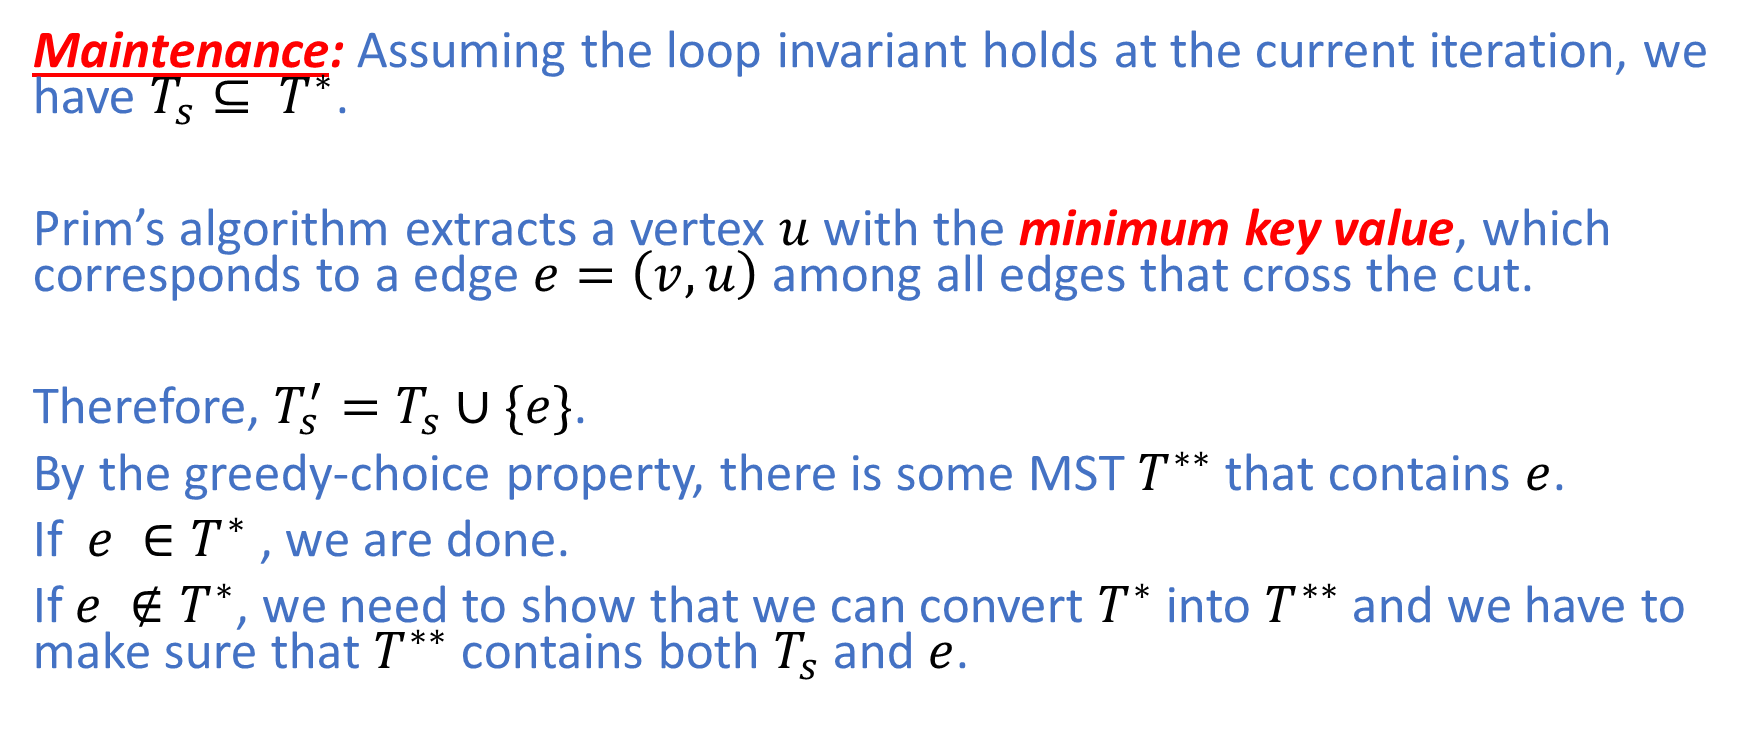 Maintenance: Assuming the loop invariant holds at the current iteration, we
have T_s ⊆ T*.
Prim’s algorithm extracts a vertex u with the minimum key value, which
corresponds to a edge e = (v, u) among all edges that cross the cut.
Therefore, T_s′ = T_s ∪ {e}.
By the greedy-choice property, there is some MST T** that contains e.
If e ∈ T* , we are done.
If e ∉ T*, we need to show that we can convert T* into T** and we have to
make sure that T** contains both T_s and e.